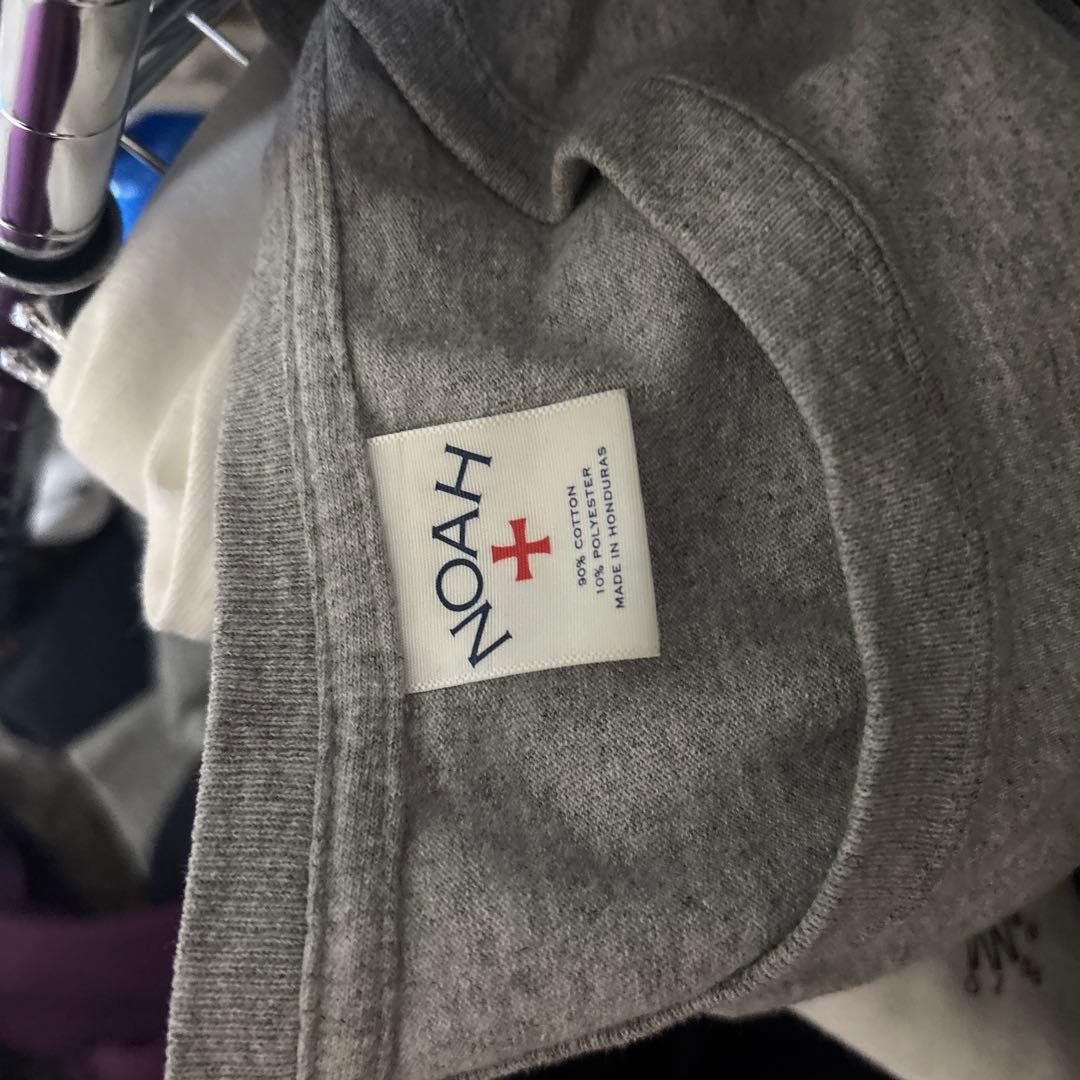 NOAH
90% COTTON
10% POLYESTER
MADE IN HONDURAS